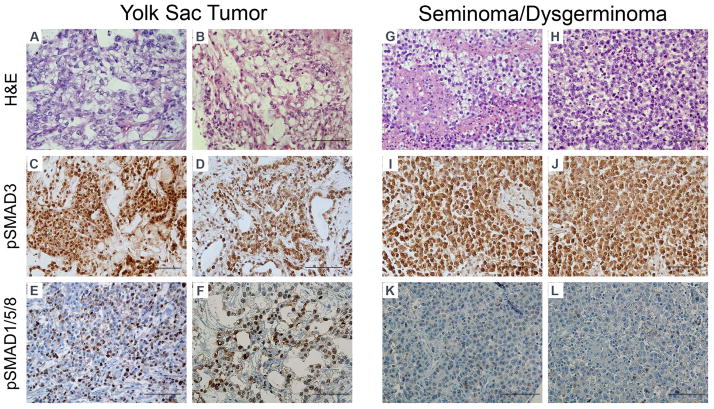 Yolk Sac Tumor
Seminoma/Dysgerminoma
H&E
A
B
G
H
pSMAD3
C
D
I
J
pSMAD1/5/8
E
F
K
L